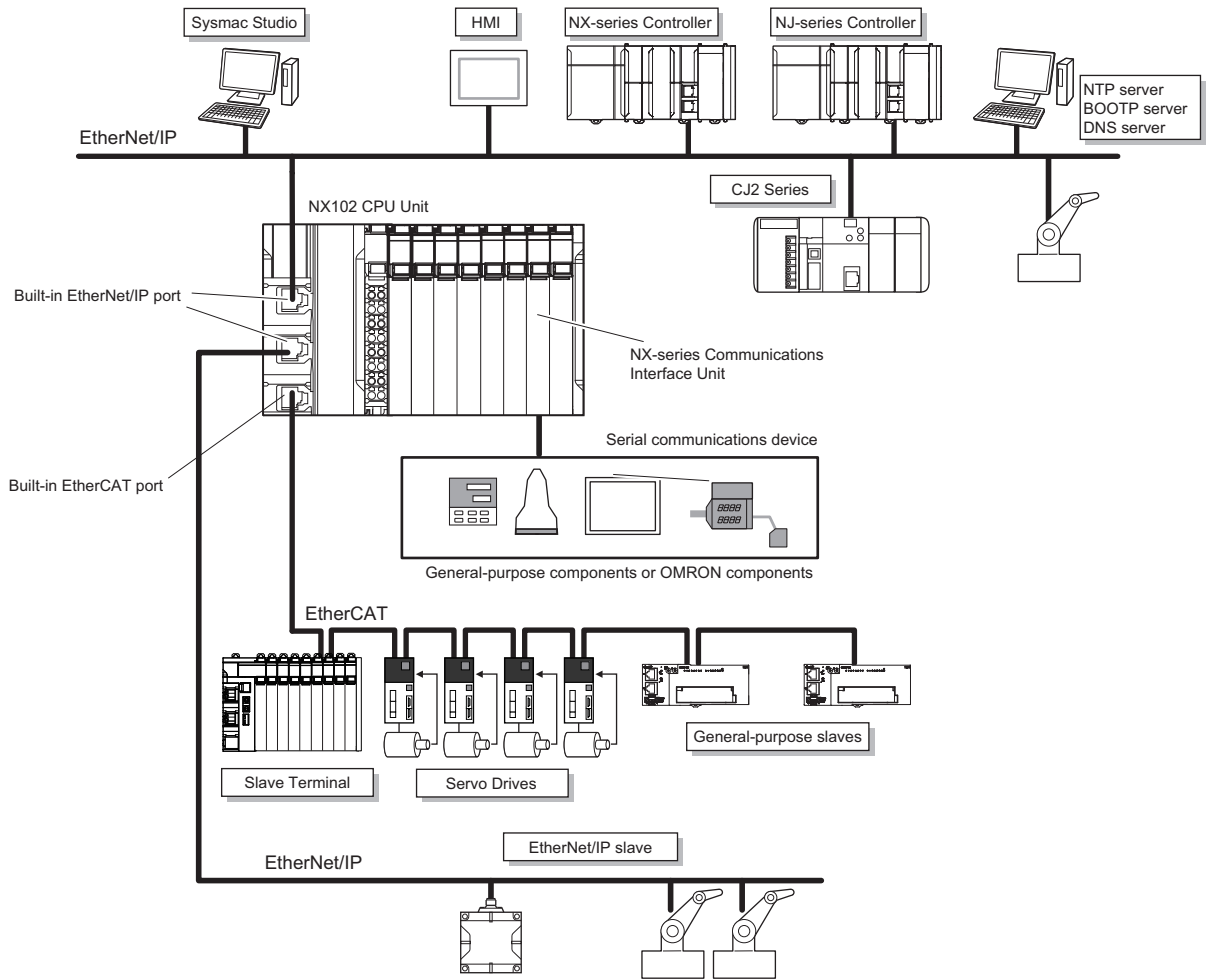 Sysmac Studio
HMI
NX-series Controller
NJ-series Controller
NTP server
BOOTP server
DNS server
EtherNet/IP
CJ2 Series
NX102 CPU Unit
Built-in EtherNet/IP port
NX-series Communications
Interface Unit
Serial communications device
Built-in EtherCAT port
8888
8888
General-purpose components or OMRON components
EtherCAT
General-purpose slaves
Slave Terminal
Servo Drives
EtherNet/IP slave
EtherNet/IP